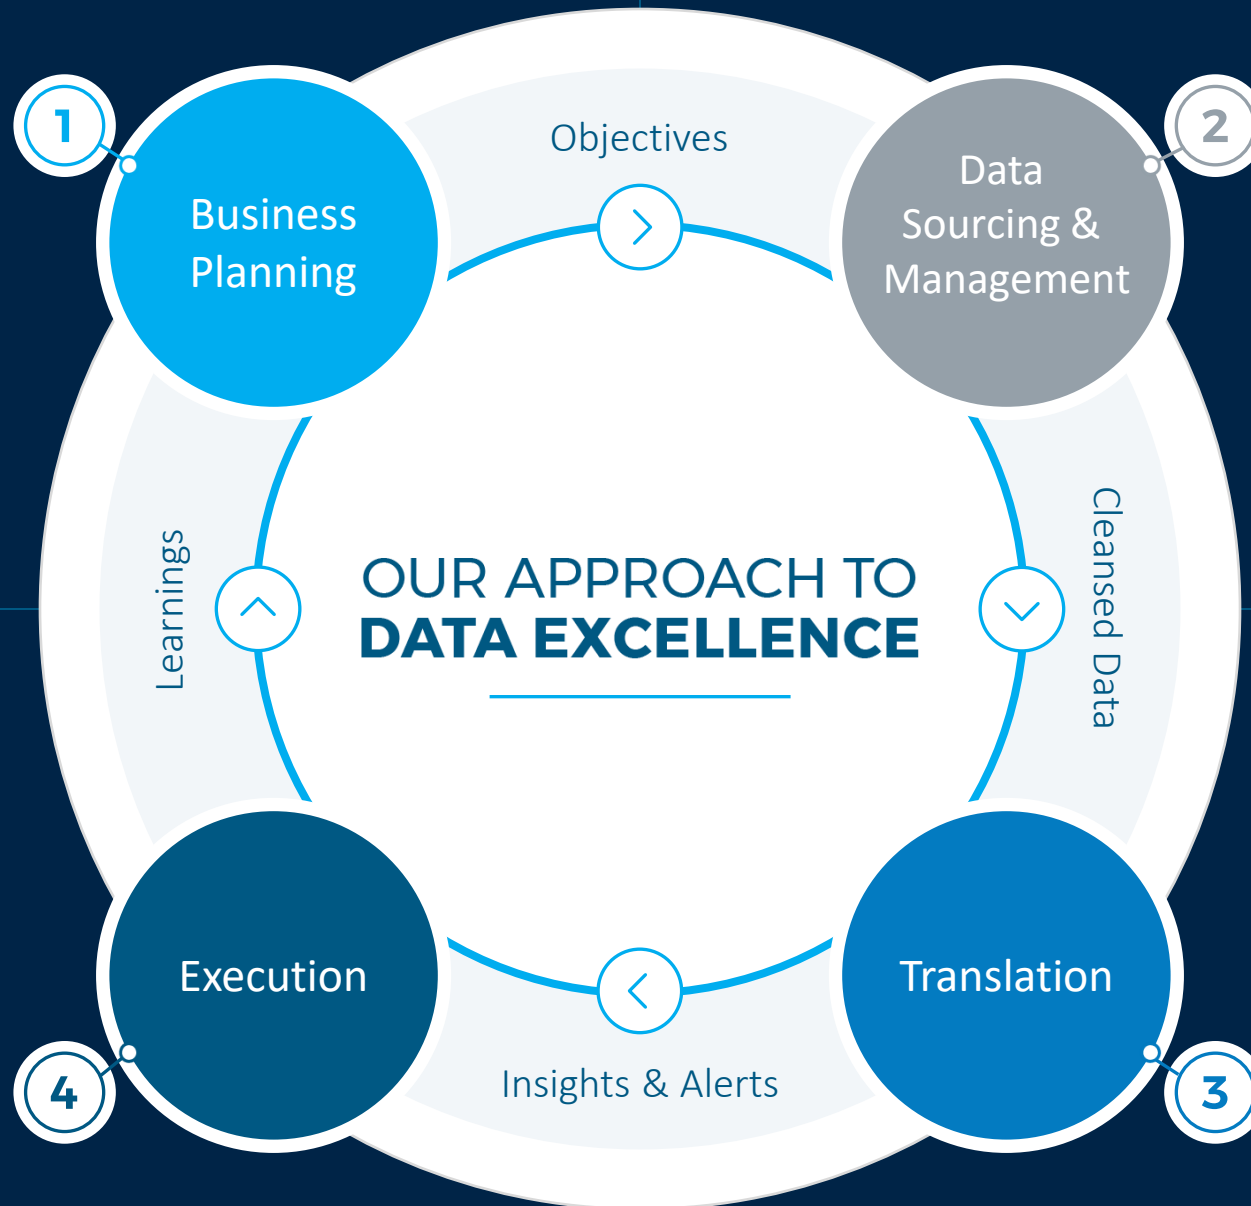 1
Business
Planning
Objectives
2
Data
Sourcing &
Management
Cleansed Data
OUR APPROACH TO
DATA EXCELLENCE
Learnings
Execution
4
Insights & Alerts
Translation
3